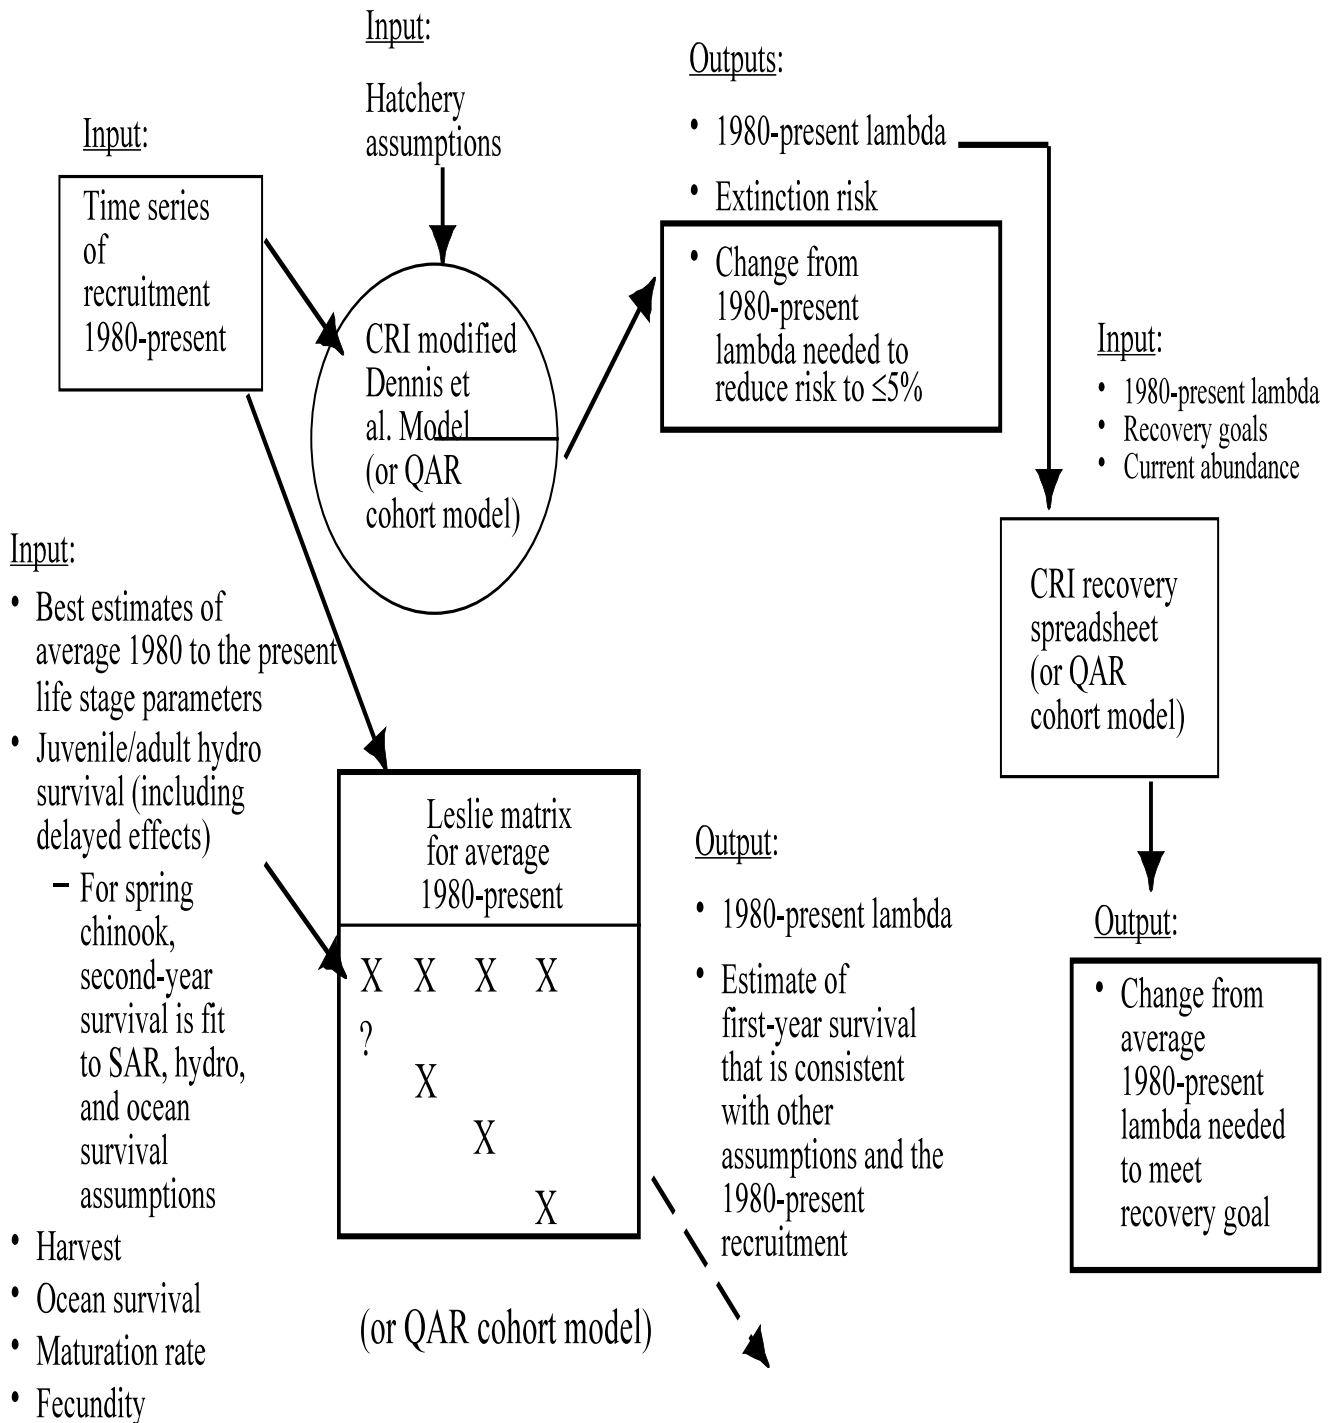 Input:
Hatchery
assumptions
Input:
Time series
of
recruitment
1980-present
CRI modified
Dennis et
al. Model
(or QAR
cohort model)
Outputs:
• 1980-present lambda
• Extinction risk
• Change from
1980-present
lambda needed to
reduce risk to ≤5%
Input:
• 1980-present lambda
• Recovery goals
• Current abundance
CRI recovery
spreadsheet
(or QAR
cohort model)
Input:
• Best estimates of
average 1980 to the present
life stage parameters
• Juvenile/adult hydro
survival (including
delayed effects)
– For spring
chinook,
second-year
survival is fit
to SAR, hydro,
and ocean
survival
assumptions
• Harvest
• Ocean survival
• Maturation rate
• Fecundity
Leslie matrix
for average
1980-present
X X X X
?
X
X
X
(or QAR cohort model)
Output:
• 1980-present lambda
• Estimate of
first-year survival
that is consistent
with other
assumptions and the
1980-present
recruitment
Output:
• Change from
average
1980-present
lambda needed
to meet
recovery goal